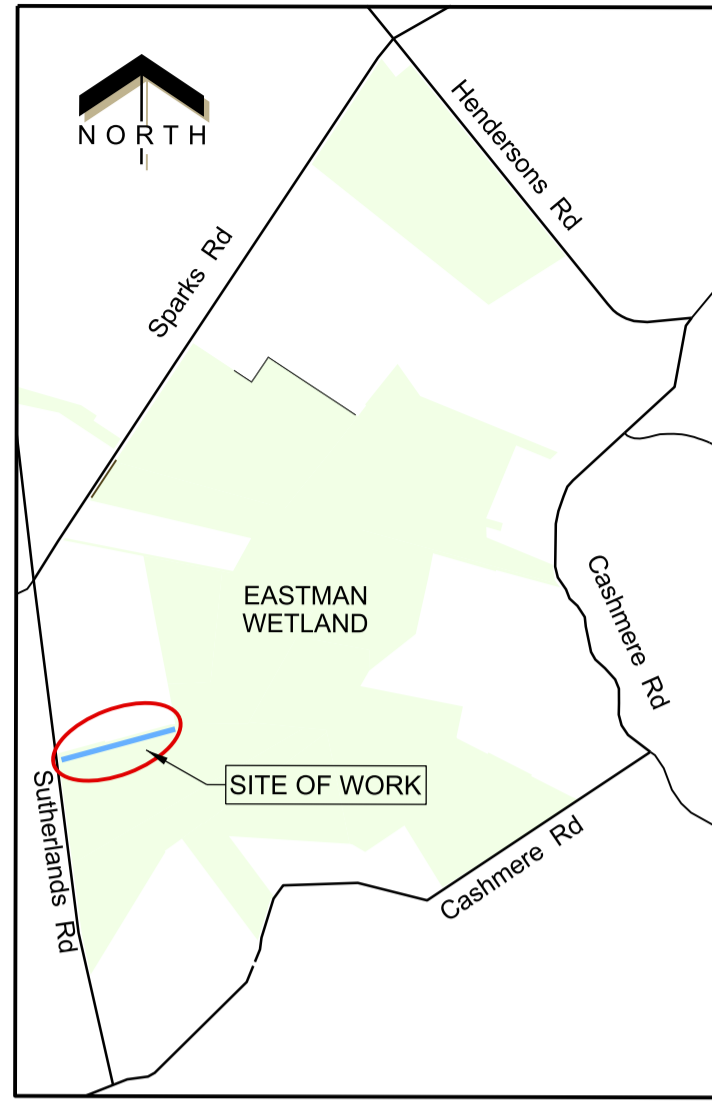 NORTH
Hendersons Rd
Sparks Rd
EASTMAN
WETLAND
Cashmere Rd
SITE OF WORK
Sutherlands Rd
Cashmere Rd